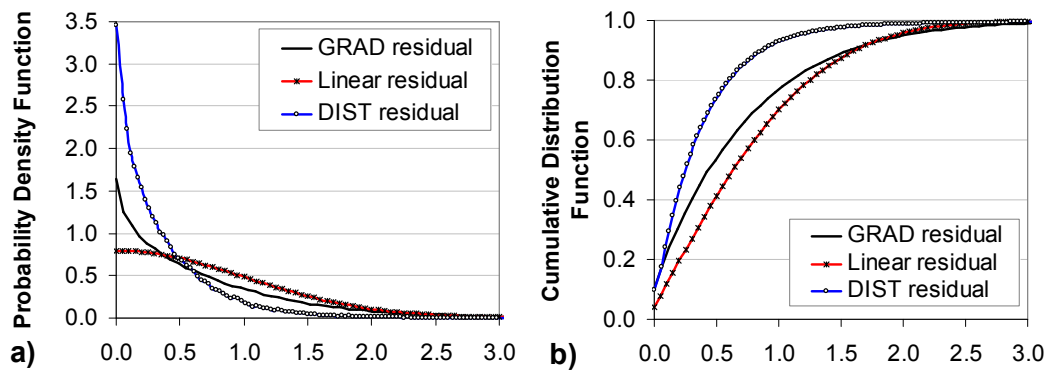 Probability Density Function
3.5
3.0
2.5
2.0
1.5
1.0
0.5
0.0
GRAD residual
Linear residual
DIST residual
0.0 0.5 1.0 1.5 2.0 2.5 3.0
a)
Cumulative Distribution
Function
1.0
0.8
0.6
0.4
0.2
0.0
GRAD residual
Linear residual
DIST residual
0.0 0.5 1.0 1.5 2.0 2.5 3.0
b)